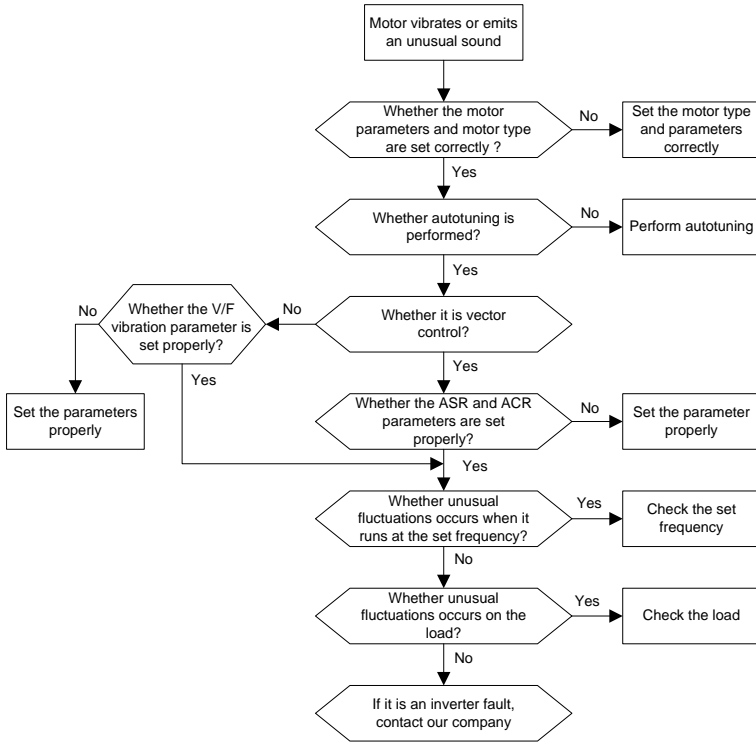 Motor vibrates or emits
an unusual sound
Whether the motor
parameters and motor type
are set correctly ?
No
Set the motor type
and parameters
correctly
Yes
Whether autotuning is
performed?
No
Perform autotuning
Yes
Whether it is vector
control?
No
Whether the V/F
vibration parameter is
set properly?
No
Set the parameters
properly
Yes
Yes
Whether the ASR and ACR
parameters are set
properly?
No
Set the parameter
properly
Yes
Whether unusual
fluctuations occurs when it
runs at the set frequency?
Yes
Check the set
frequency
No
Whether unusual
fluctuations occurs on the
load?
Yes
Check the load
No
If it is an inverter fault,
contact our company